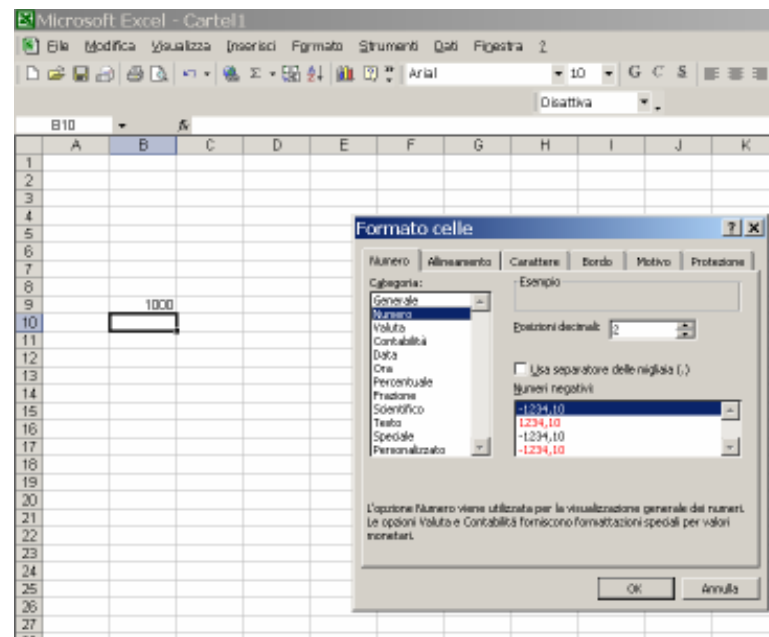 Microsoft Excel - Cartel1
File Modifica Visualizza Inserisci Formato Strumenti Dati Finestra ?
Arial 10 G C S
Disattiva
B10 fx
A B C D E F G H I J K
1
2
3
4
5
6
7
8
9 1000
10
11
12
13
14
15
16
17
18
19
20
21
22
23
24
25
26
27
Formato celle
Numero Allineamento Carattere Bordo Motivo Protezione
Categoria:
Generale
Numero
Valuta
Contabilità
Data
Ora
Percentuale
Frazione
Scientifico
Testo
Speciale
Personalizzato
Esempio
Posizioni decimali: 2
Usa separatore delle migliaia (.)
Numeri negativi:
-1234,10
1234,10
-1234,10
-1234,10
L'opzione Numero viene utilizzata per la visualizzazione generale dei numeri.
Le opzioni Valuta e Contabilità forniscono formattazioni speciali per valori
monetari.
OK Annulla